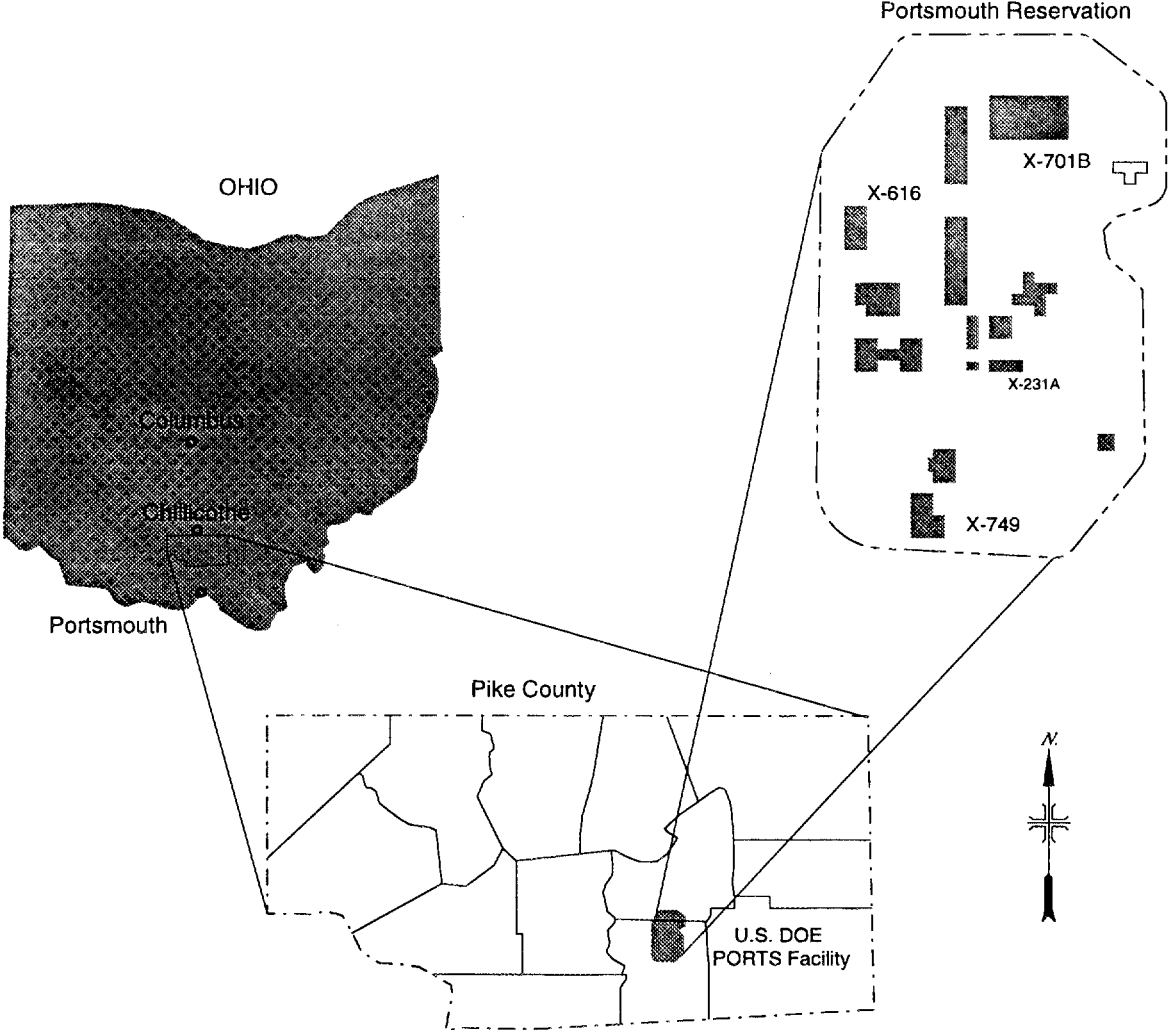 Portsmouth Reservation
X-701B
OHIO
X-616
X-231A
Columbus
Chillicothe
X-749
Portsmouth
Pike County
N.
U.S. DOE
PORTS Facility